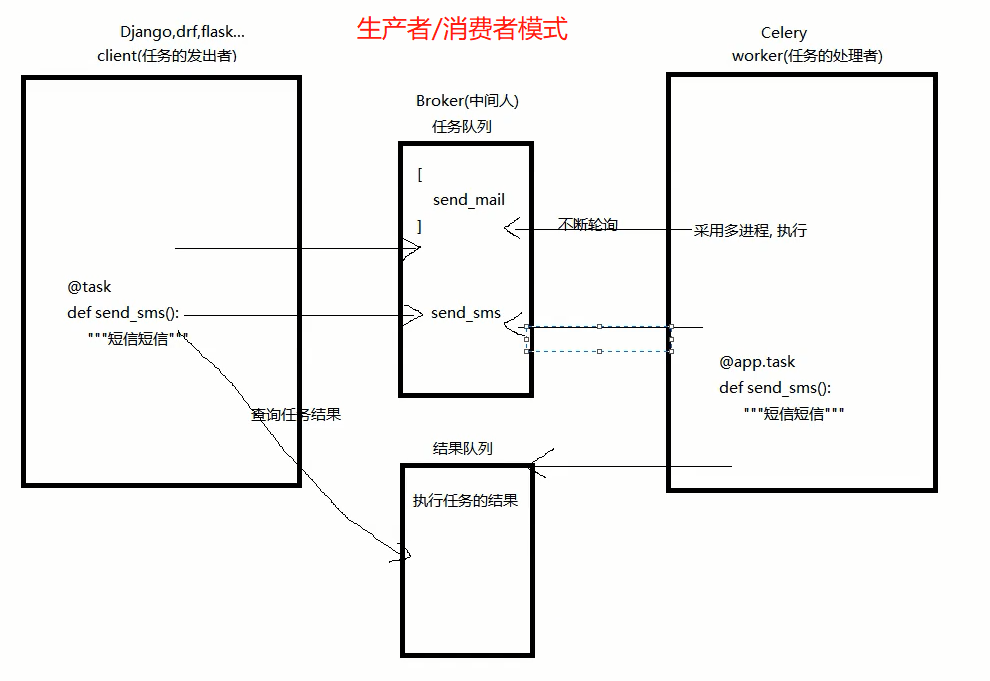 生产者/消费者模式
Django,drf,flask...
client(任务的发出者)
@task
def send_sms():
"""短信短信"""
查询任务结果
Broker(中间人)
任务队列
[
send_mail
]
send_sms
不断轮询
结果队列
执行任务的结果
Celery
worker(任务的处理者)
采用多进程, 执行
@app.task
def send_sms():
"""短信短信"""